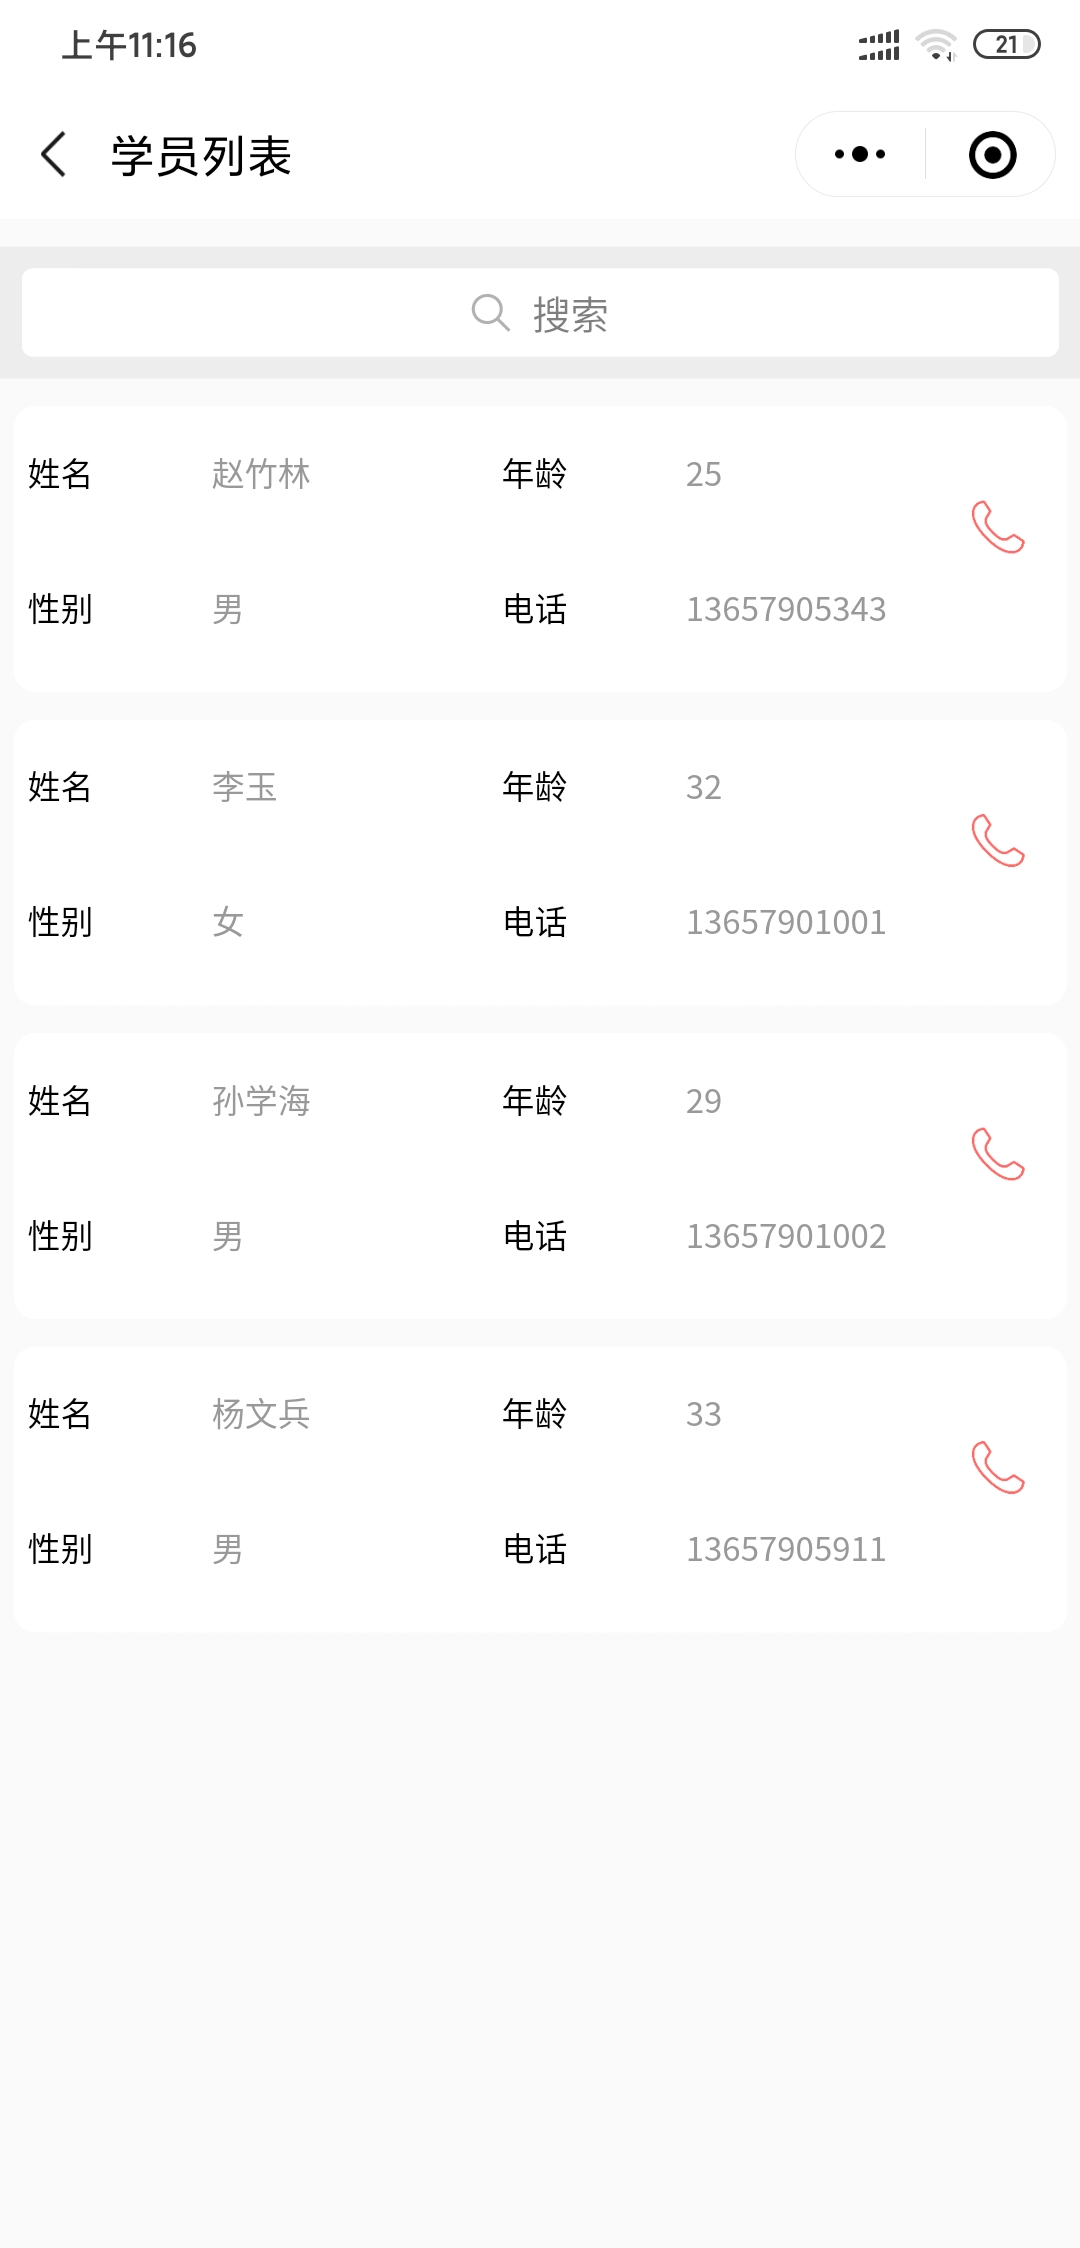 上午11:16 21
学员列表
搜索
姓名 赵竹林 年龄 25
性别 男 电话 13657905343
姓名 李玉 年龄 32
性别 女 电话 13657901001
姓名 孙学海 年龄 29
性别 男 电话 13657901002
姓名 杨文兵 年龄 33
性别 男 电话 13657905911